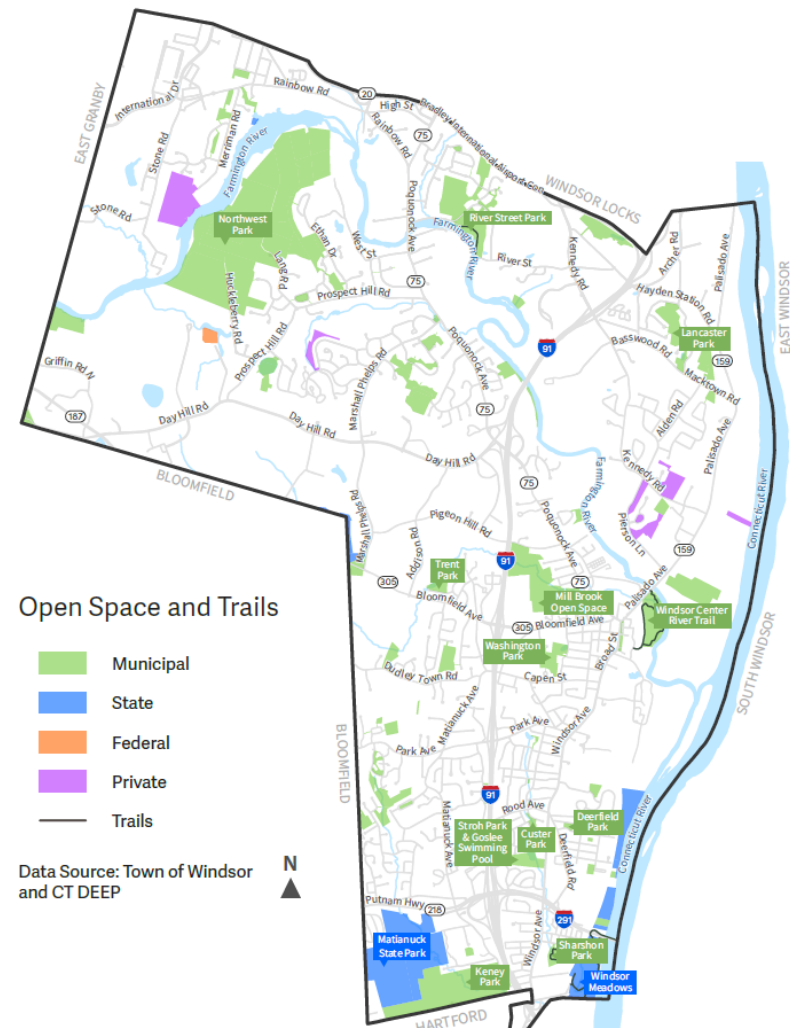 EAST GRANBY
International Dr
Rainbow Rd
20
High St
Bradley International Airport Con
Rainbow Rd
75
Stone Rd
Merriman Rd
Farmington River
WINDSOR LOCKS
Stone Rd
Northwest
Park
Poquonock Ave
River Street Park
Farmington River
Ethan Dr
West St
Lang Rd
River St
Kennedy Rd
Archer Rd
Palisado Ave
EAST WINDSOR
Huckleberry Rd
Prospect Hill Rd
75
Hayden Station Rd
Prospect Hill Rd
Poquonock Ave
91
Basswood Rd
Lancaster
Park
159
Griffin Rd N
Marshall Phelps Rd
Macktown Rd
187
Day Hill Rd
Day Hill Rd
75
Alden Rd
Palisado Ave
Day Hill Rd
Kennedy Rd
BLOOMFIELD
75
Farmington River
Connecticut River
Marshall Phelps Rd
Pigeon Hill Rd
Poquonock Ave
Pierson Ln
Addison Rd
91
159
Trent
Park
305
75
Palisado Ave
Bloomfield Ave
Mill Brook
Open Space
Windsor Center
River Trail
305
Bloomfield Ave
Washington
Park
Broad St
SOUTH WINDSOR
Dudley Town Rd
Capen St
Matianuck Ave
Park Ave
Windsor Ave
BLOOMFIELD
Park Ave
91
Matianuck Ave
Rood Ave
Connecticut River
Stroh Park
& Goslee
Swimming
Pool
Custer
Park
Deerfield
Park
Deerfield Rd
Putnam Hwy
218
Windsor Ave
291
Matianuck
State Park
Sharshon
Park
Keney
Park
Windsor
Meadows
HARTFORD
Open Space and Trails
Municipal
State
Federal
Private
Trails
Data Source: Town of Windsor
and CT DEEP
N